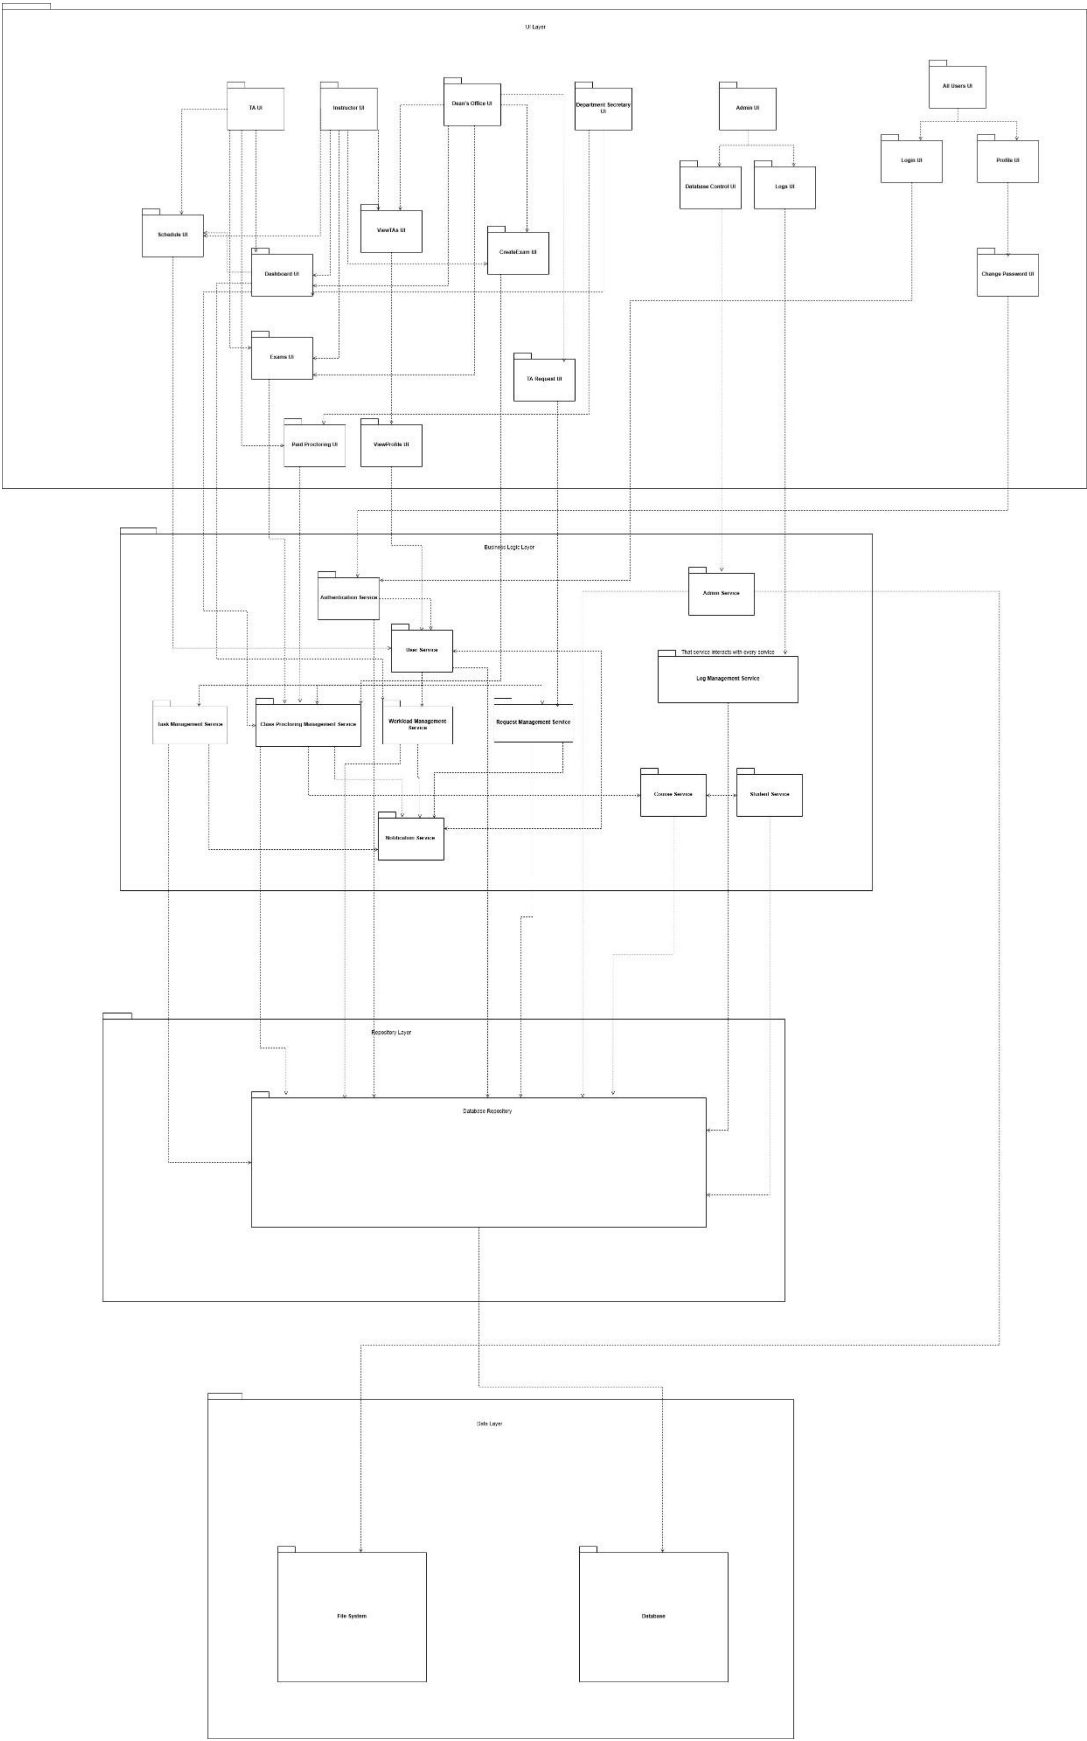 UI Layer
All Users UI
TA UI
Instructor UI
Dean's Office UI
Department Secretary
UI
Admin UI
Login UI
Profile UI
Database Control UI
Logs UI
Schedule UI
ViewTAs UI
CreateExam UI
Dashboard UI
Change Password UI
Exams UI
TA Request UI
Paid Proctoring UI
ViewProfile UI
Business Logic Layer
Authentication Service
Admin Service
User Service
That service interacts with every service
Log Management Service
Task Management Service
Class Proctoring Management Service
Workload Management
Service
Request Management Service
Course Service
Student Service
Notification Service
Repository Layer
Database Repository
Data Layer
File System
Database